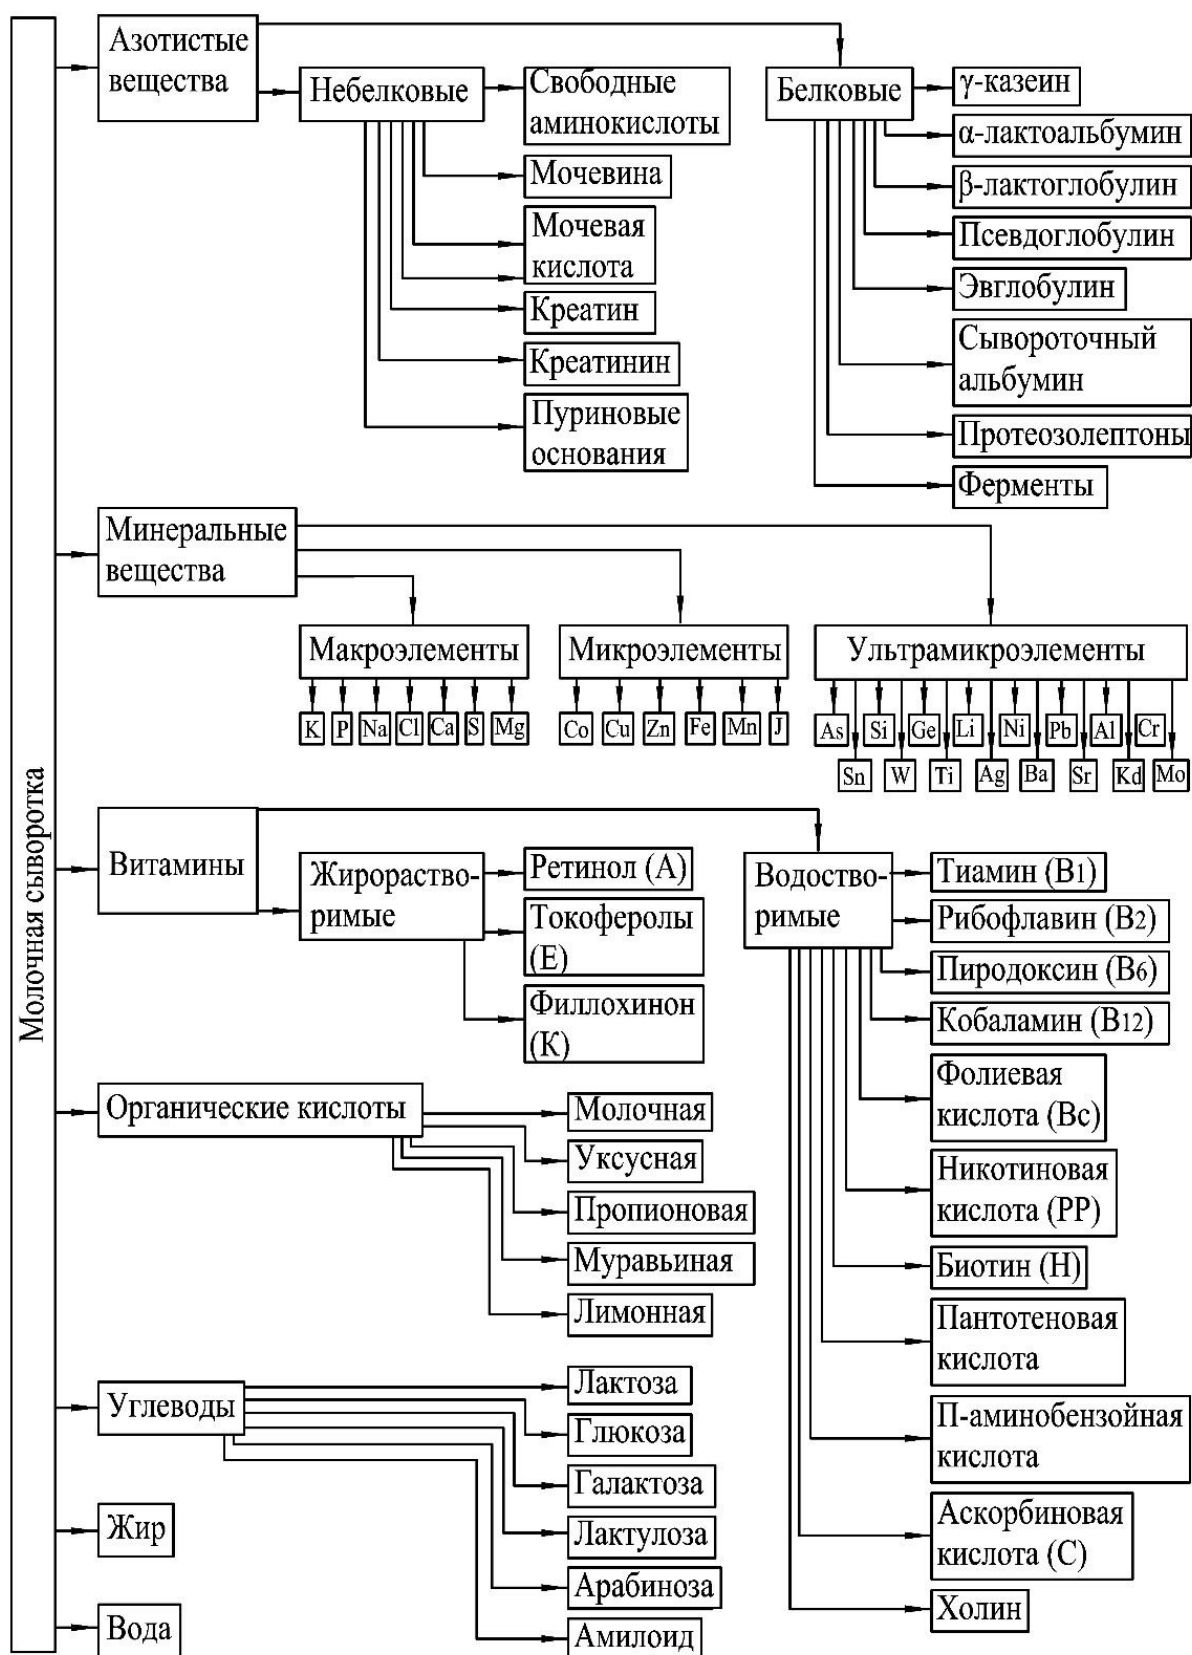 Молочная сыворотка
Азотистые
вещества
Небелковые
Свободные
аминокислоты
Мочевина
Мочевая
кислота
Креатин
Креатинин
Пуриновые
основания
Белковые
γ-казеин
α-лактоальбумин
β-лактоглобулин
Псевдоглобулин
Эвглобулин
Сывороточный
альбумин
Протеозолептоны
Ферменты
Минеральные
вещества
Макроэлементы
K P Na Cl Ca S Mg
Микроэлементы
Co Cu Zn Fe Mn J
Ультрамикроэлементы
As Si Ge Li Ni Pb Al Cr
Sn W Ti Ag Ba Sr Kd Mo
Витамины
Жирораство-
римые
Ретинол (А)
Токоферолы
(Е)
Филлохинон
(К)
Водоство-
римые
Тиамин (В1)
Рибофлавин (В2)
Пиродоксин (В6)
Кобаламин (В12)
Фолиевая
кислота (Вс)
Никотиновая
кислота (РР)
Биотин (Н)
Пантотеновая
кислота
П-аминобензойная
кислота
Аскорбиновая
кислота (С)
Холин
Органические кислоты
Молочная
Уксусная
Пропионовая
Муравьиная
Лимонная
Углеводы
Лактоза
Глюкоза
Галактоза
Лактулоза
Арабиноза
Амилоид
Жир
Вода